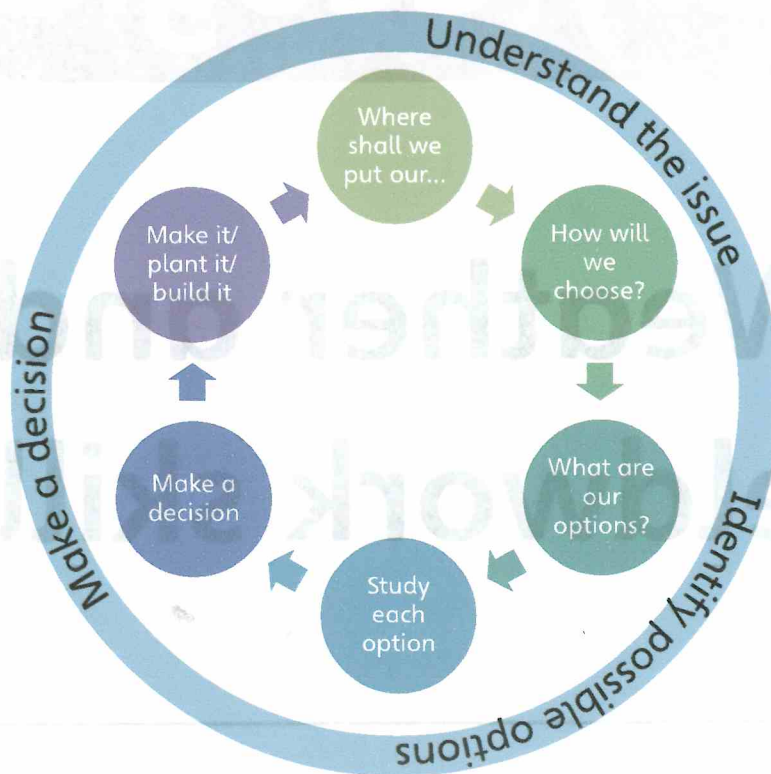 Understand the issue
Where
shall we
put our...
How will
we
choose?
What are
our
options?
Identify possible options
Study
each
option
Make a
decision
Make a decision
Make it/
plant it/
build it